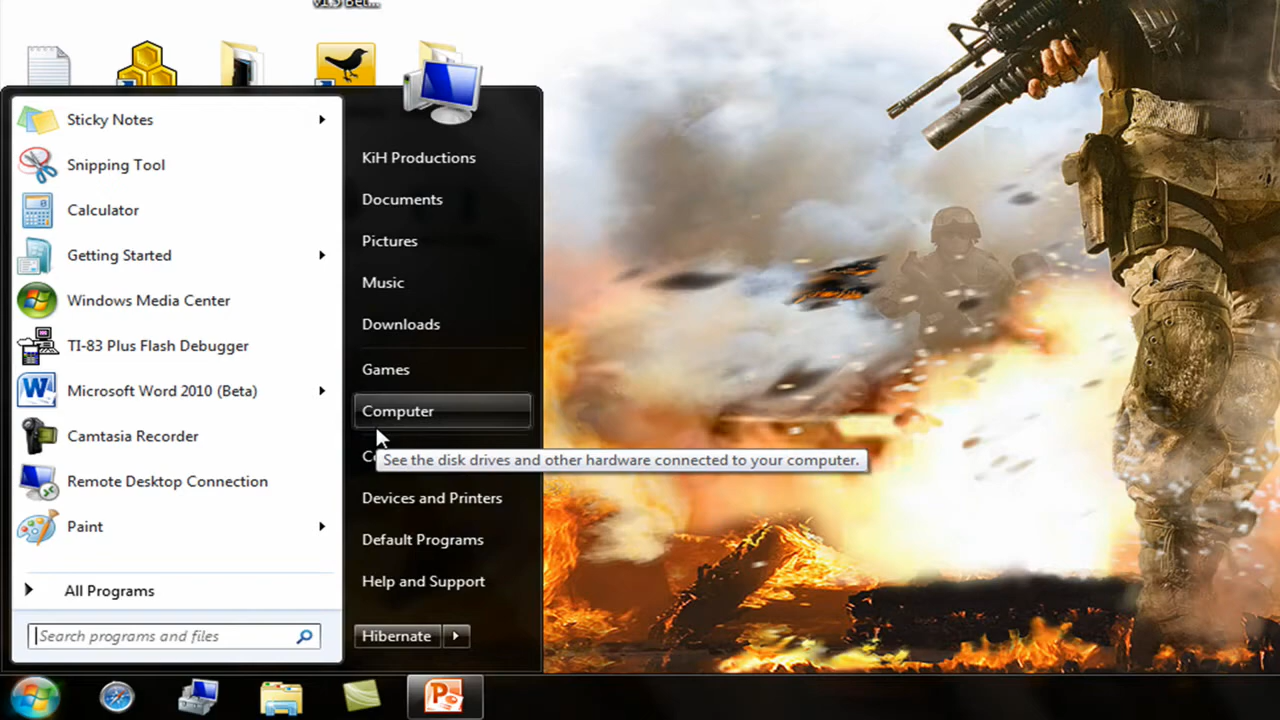 Sticky Notes
Snipping Tool
Calculator
Getting Started
Windows Media Center
TI-83 Plus Flash Debugger
Microsoft Word 2010 (Beta)
Camtasia Recorder
Remote Desktop Connection
Paint
All Programs
Search programs and files
KiH Productions
Documents
Pictures
Music
Downloads
Games
Computer
See the disk drives and other hardware connected to your computer.
Devices and Printers
Default Programs
Help and Support
Hibernate